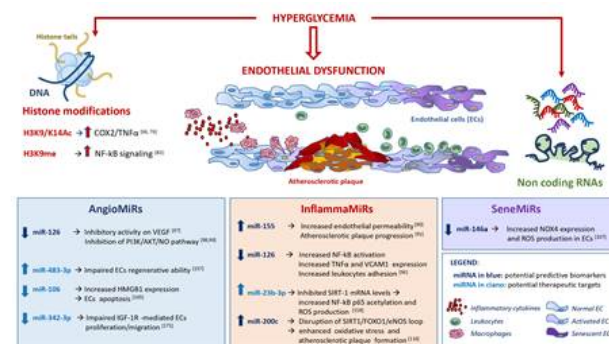 HYPERGLYCEMIA
Histone tails
DNA
ENDOTHELIAL DYSFUNCTION
Endothelial cells (ECs)
Histone modifications
H3K9/K14Ac → COX2/TNFα
H3K9me → NF-kB signaling
Atherosclerotic plaque
Non coding RNAs
AngioMiRs
miR-126 → Inhibitory activity on VEGF
Inhibition of PI3K/AKT/NO pathway
miR-483-3p → Impaired ECs regenerative ability
miR-106 → Increased HMGB1 expression
→ ECs apoptosis
miR-342-3p → Impaired IGF-1R -mediated ECs
proliferation/migration
InflammaMiRs
miR-155 → Increased endothelial permeability
Atherosclerotic plaque progression
miR-126 → Increased NF-kB activation
Increased TNFα and VCAM1 expression
Increased leukocytes adhesion
miR-23b-3p → Inhibited SIRT-1 mRNA levels →
increased NF-kB p65 acetylation and
ROS production
miR-200c → Disruption of SIRT1/FOXO1/eNOS loop
→ enhanced oxidative stress and
atherosclerotic plaque formation
SeneMiRs
miR-146a → Increased NOX4 expression
and ROS production in ECs
LEGEND:
miRNA in blue: potential predictive biomarkers
miRNA in ciano: potential therapeutic targets
Inflammatory cytokines
Normal EC
Leukocytes
Activated EC
Macrophages
Senescent EC